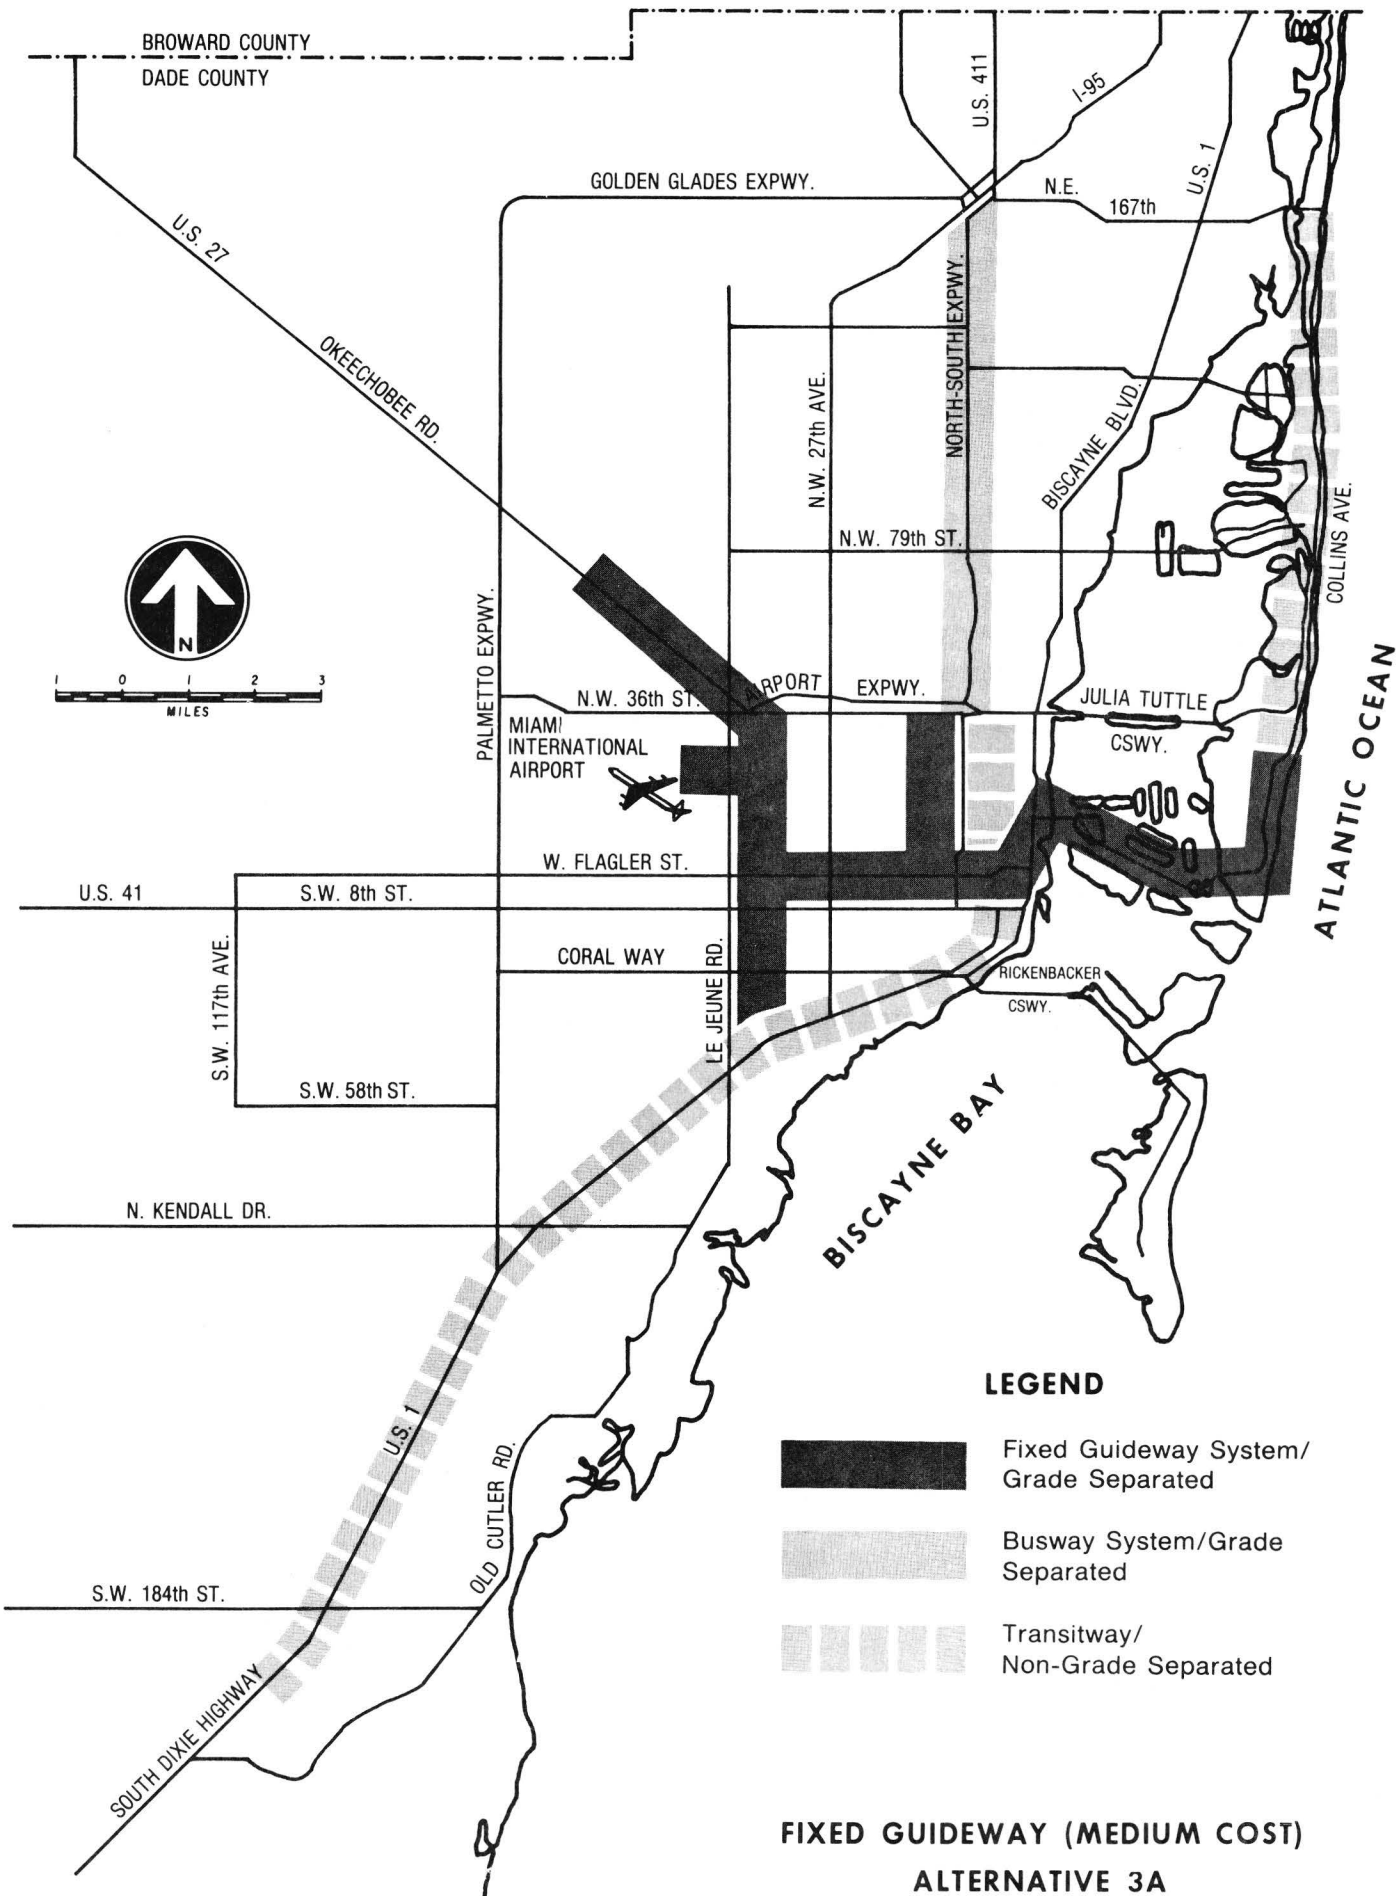 BROWARD COUNTY
DADE COUNTY
U.S. 411
I-95
U.S. 1
GOLDEN GLADES EXPWY.
N.E.
167th
U.S. 27
OKEECHOBEE RD.
NORTH-SOUTH EXPWY.
N.W. 27th AVE.
BISCAYNE BLVD.
COLLINS AVE.
N.W. 79th ST.
N
1 0 1 2 3
MILES
PALMETTO EXPWY.
N.W. 36th ST.
AIRPORT EXPWY.
JULIA TUTTLE
CSWY.
MIAMI
INTERNATIONAL
AIRPORT
ATLANTIC OCEAN
W. FLAGLER ST.
U.S. 41
S.W. 8th ST.
S.W. 117th AVE.
CORAL WAY
LE JEUNE RD.
RICKENBACKER
CSWY.
S.W. 58th ST.
BISCAYNE BAY
N. KENDALL DR.
U.S. 1
OLD CUTLER RD.
S.W. 184th ST.
SOUTH DIXIE HIGHWAY
LEGEND
Fixed Guideway System/
Grade Separated
Busway System/Grade
Separated
Transitway/
Non-Grade Separated
FIXED GUIDEWAY (MEDIUM COST)
ALTERNATIVE 3A